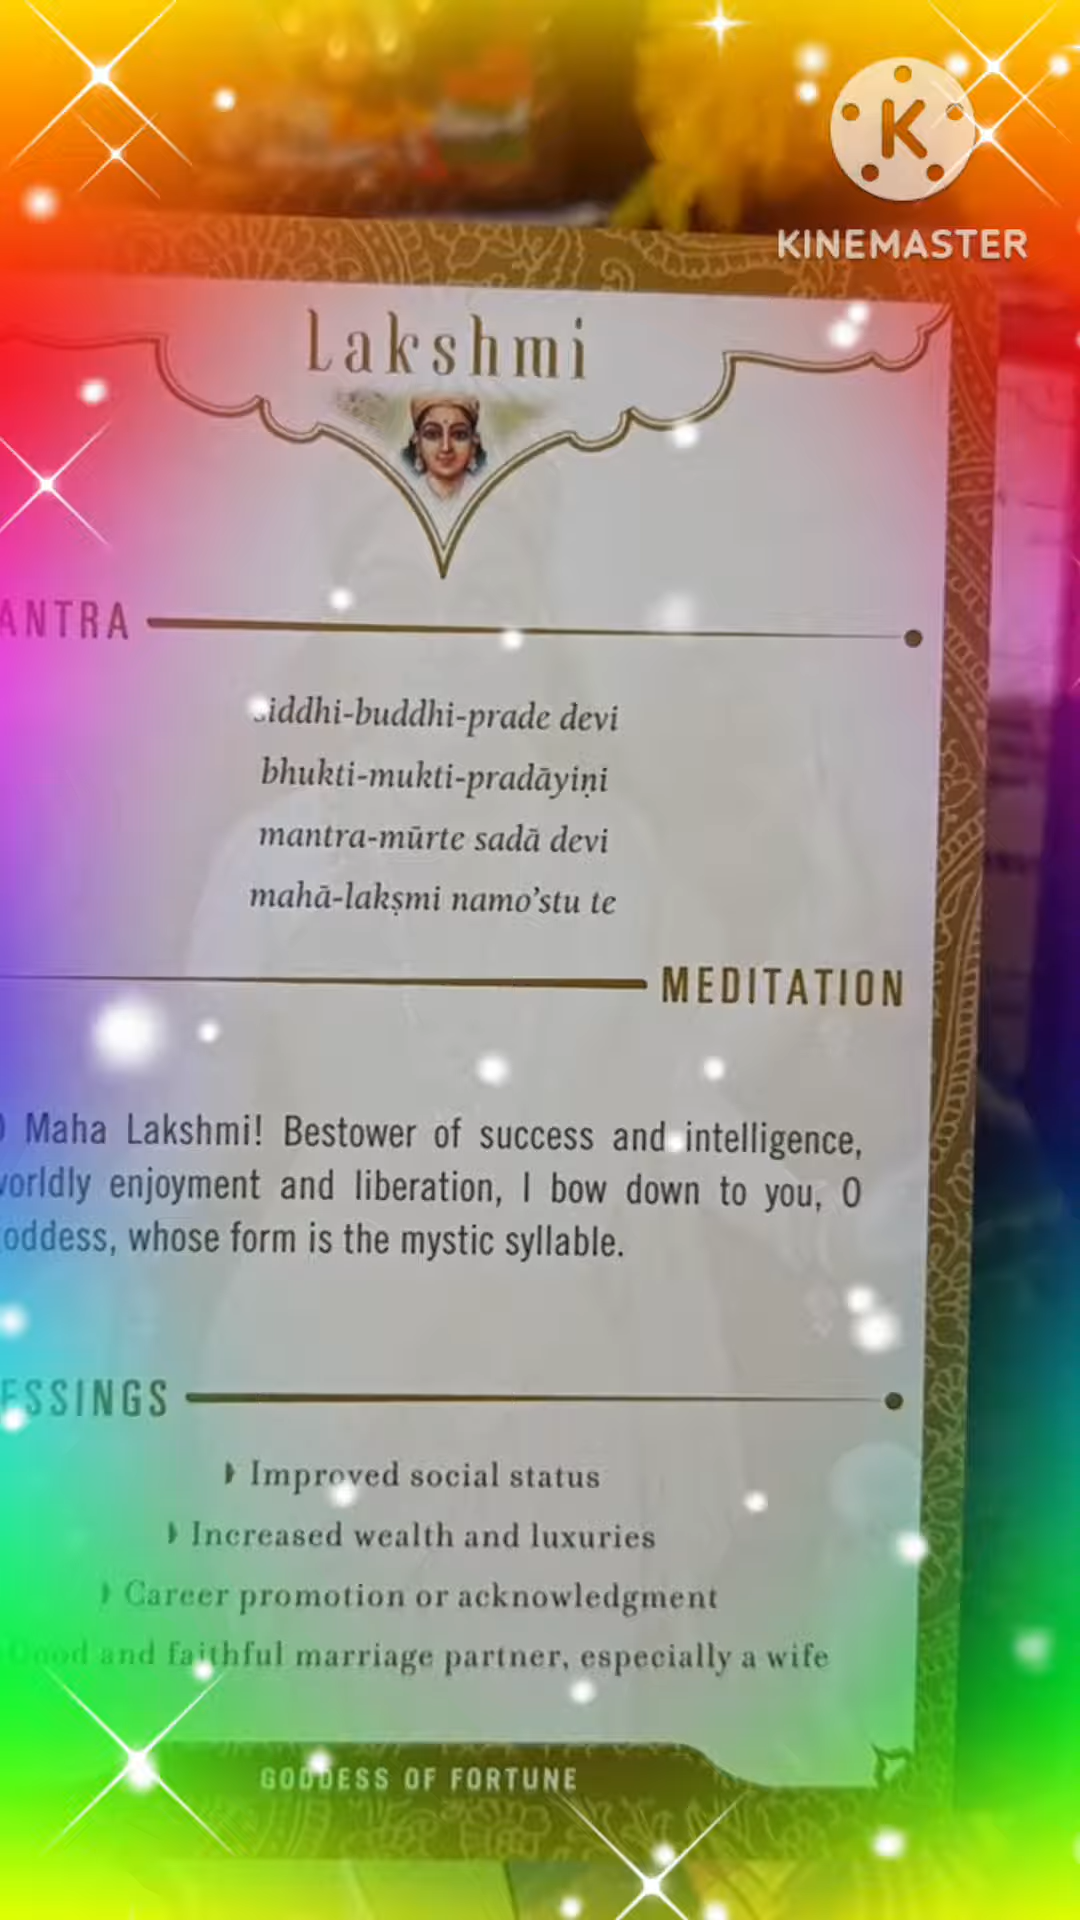 K
KINEMASTER
Lakshmi
ANTRA
siddhi-buddhi-prade devi
bhukti-mukti-pradāyiṇi
mantra-mūrte sadā devi
mahā-lakṣmi namo'stu te
MEDITATION
O Maha Lakshmi! Bestower of success and intelligence,
worldly enjoyment and liberation, I bow down to you, O
oddess, whose form is the mystic syllable.
ESSINGS
Improved social status
Increased wealth and luxuries
Career promotion or acknowledgment
Good and faithful marriage partner, especially a wife
GODDESS OF FORTUNE